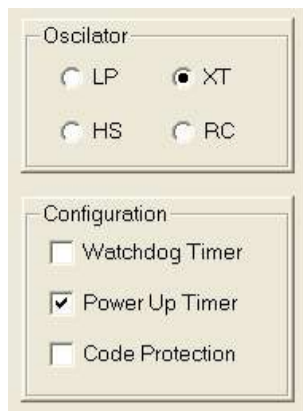 Oscilator
LP XT
HS RC
Configuration
Watchdog Timer
Power Up Timer
Code Protection